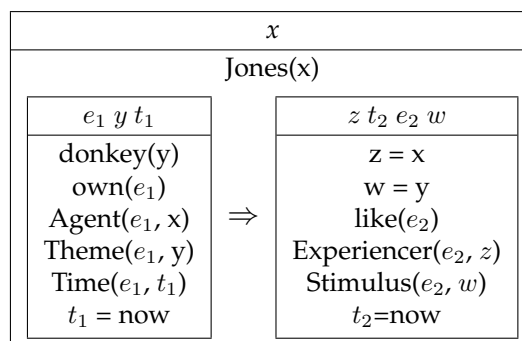 x
Jones(x)
e₁ y t₁
donkey(y)
own(e₁)
Agent(e₁, x)
Theme(e₁, y)
Time(e₁, t₁)
t₁ = now
⇒
z t₂ e₂ w
z = x
w = y
like(e₂)
Experiencer(e₂, z)
Stimulus(e₂, w)
t₂=now